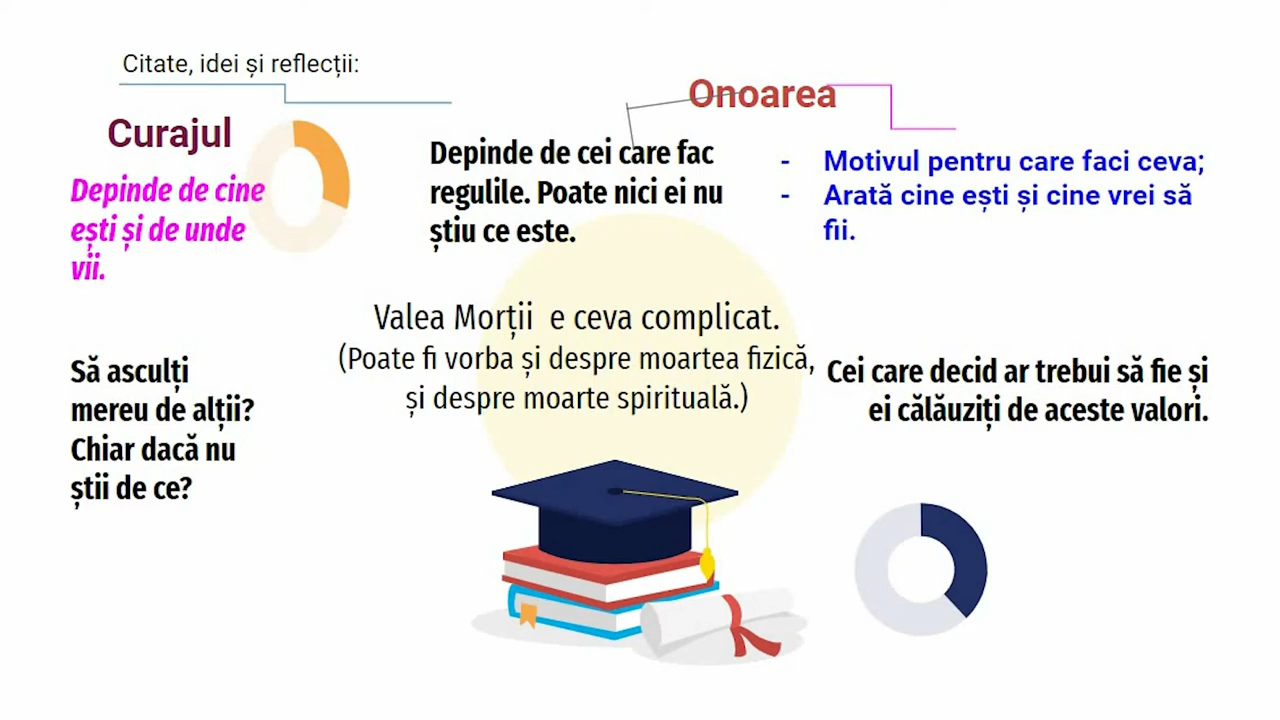 Citate, idei și reflecții:
Curajul
Depinde de cine
ești și de unde
vii.
Să asculți
mereu de alții?
Chiar dacă nu
știi de ce?
Depinde de cei care fac
regulile. Poate nici ei nu
știu ce este.
Valea Morții  e ceva complicat.
(Poate fi vorba și despre moartea fizică,
și despre moarte spirituală.)
Onoarea
- Motivul pentru care faci ceva;
- Arată cine ești și cine vrei să
fii.
Cei care decid ar trebui să fie și
ei călăuziți de aceste valori.